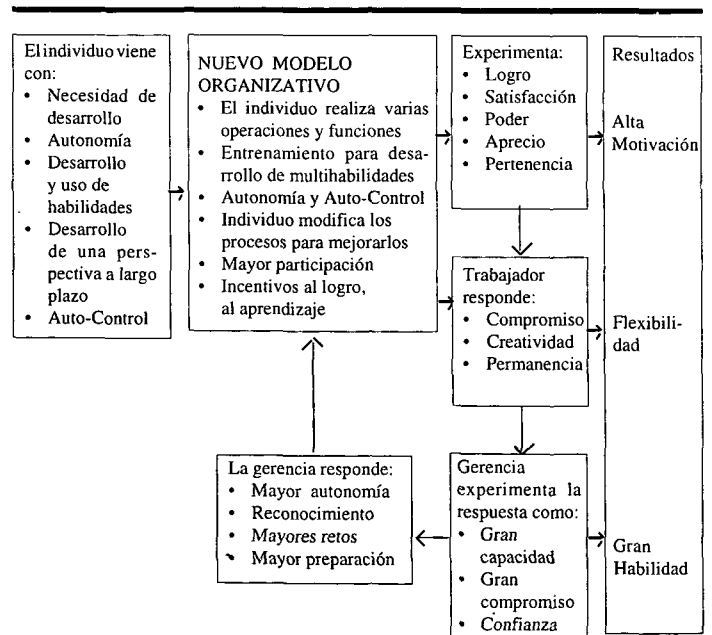 El individuo viene
con:
• Necesidad de
desarrollo
• Autonomía
• Desarrollo
y uso de
habilidades
• Desarrollo
de una pers-
pectiva a largo
plazo
• Auto-Control
NUEVO MODELO
ORGANIZATIVO
• El individuo realiza varias
operaciones y funciones
• Entrenamiento para desa-
rrollo de multihabilidades
• Autonomía y Auto-Control
• Individuo modifica los
procesos para mejorarlos
• Mayor participación
• Incentivos al logro,
al aprendizaje
Experimenta:
• Logro
• Satisfacción
• Poder
• Aprecio
• Pertenencia
Trabajador
responde:
• Compromiso
• Creatividad
• Permanencia
Gerencia
experimenta la
respuesta como:
• Gran
capacidad
• Gran
compromiso
• Confianza
La gerencia responde:
• Mayor autonomía
• Reconocimiento
• Mayores retos
• Mayor preparación
Resultados
Alta
Motivación
Flexibili-
dad
Gran
Habilidad